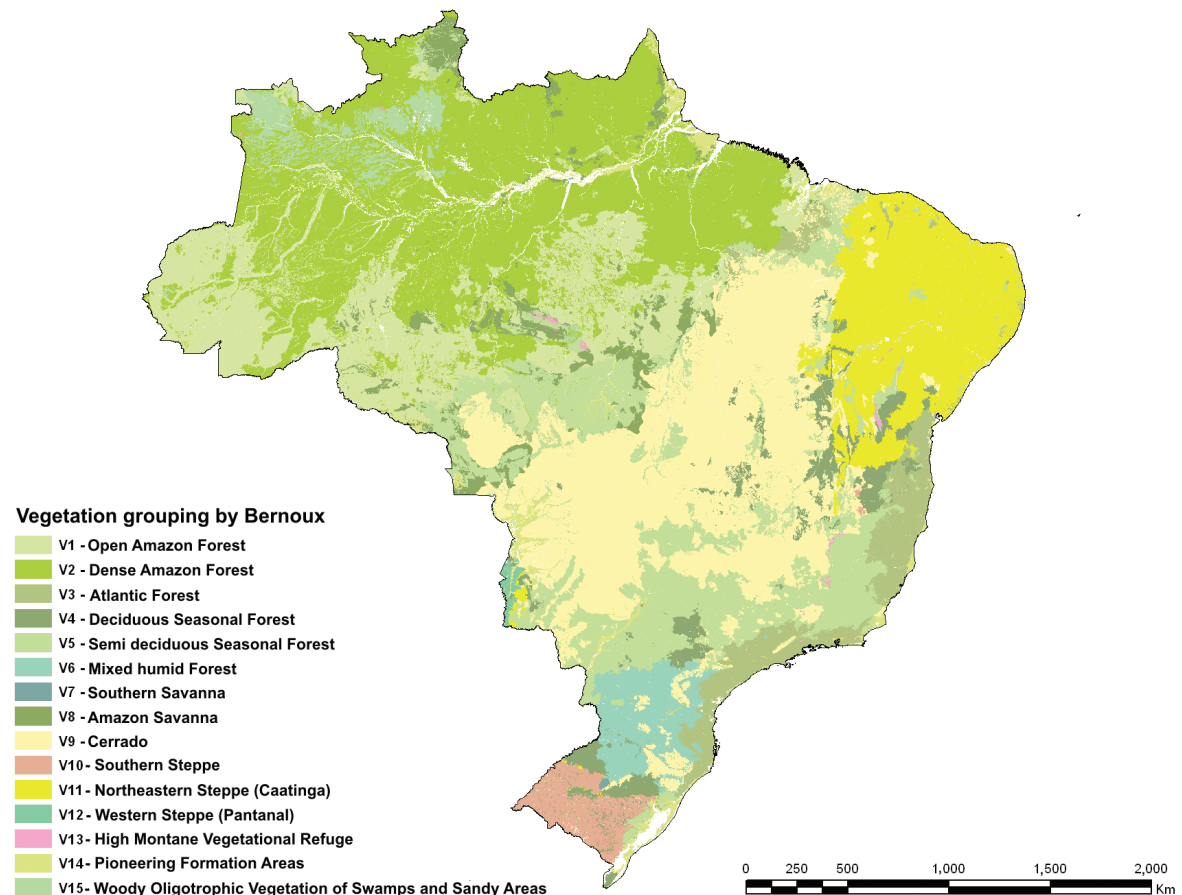 Vegetation grouping by Bernoux
V1 - Open Amazon Forest
V2 - Dense Amazon Forest
V3 - Atlantic Forest
V4 - Deciduous Seasonal Forest
V5 - Semi deciduous Seasonal Forest
V6 - Mixed humid Forest
V7 - Southern Savanna
V8 - Amazon Savanna
V9 - Cerrado
V10- Southern Steppe
V11 - Northeastern Steppe (Caatinga)
V12 - Western Steppe (Pantanal)
V13- High Montane Vegetational Refuge
V14 - Pioneering Formation Areas
V15- Woody Oligotrophic Vegetation of Swamps and Sandy Areas
0 250 500 1,000 1,500 2,000
Km